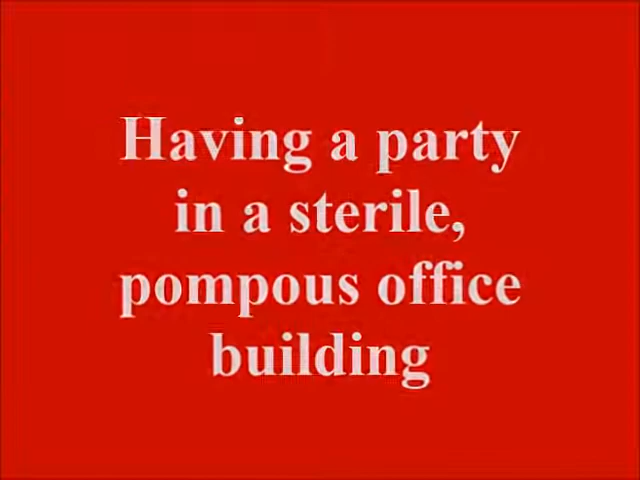 Having a party
in a sterile,
pompous office
building